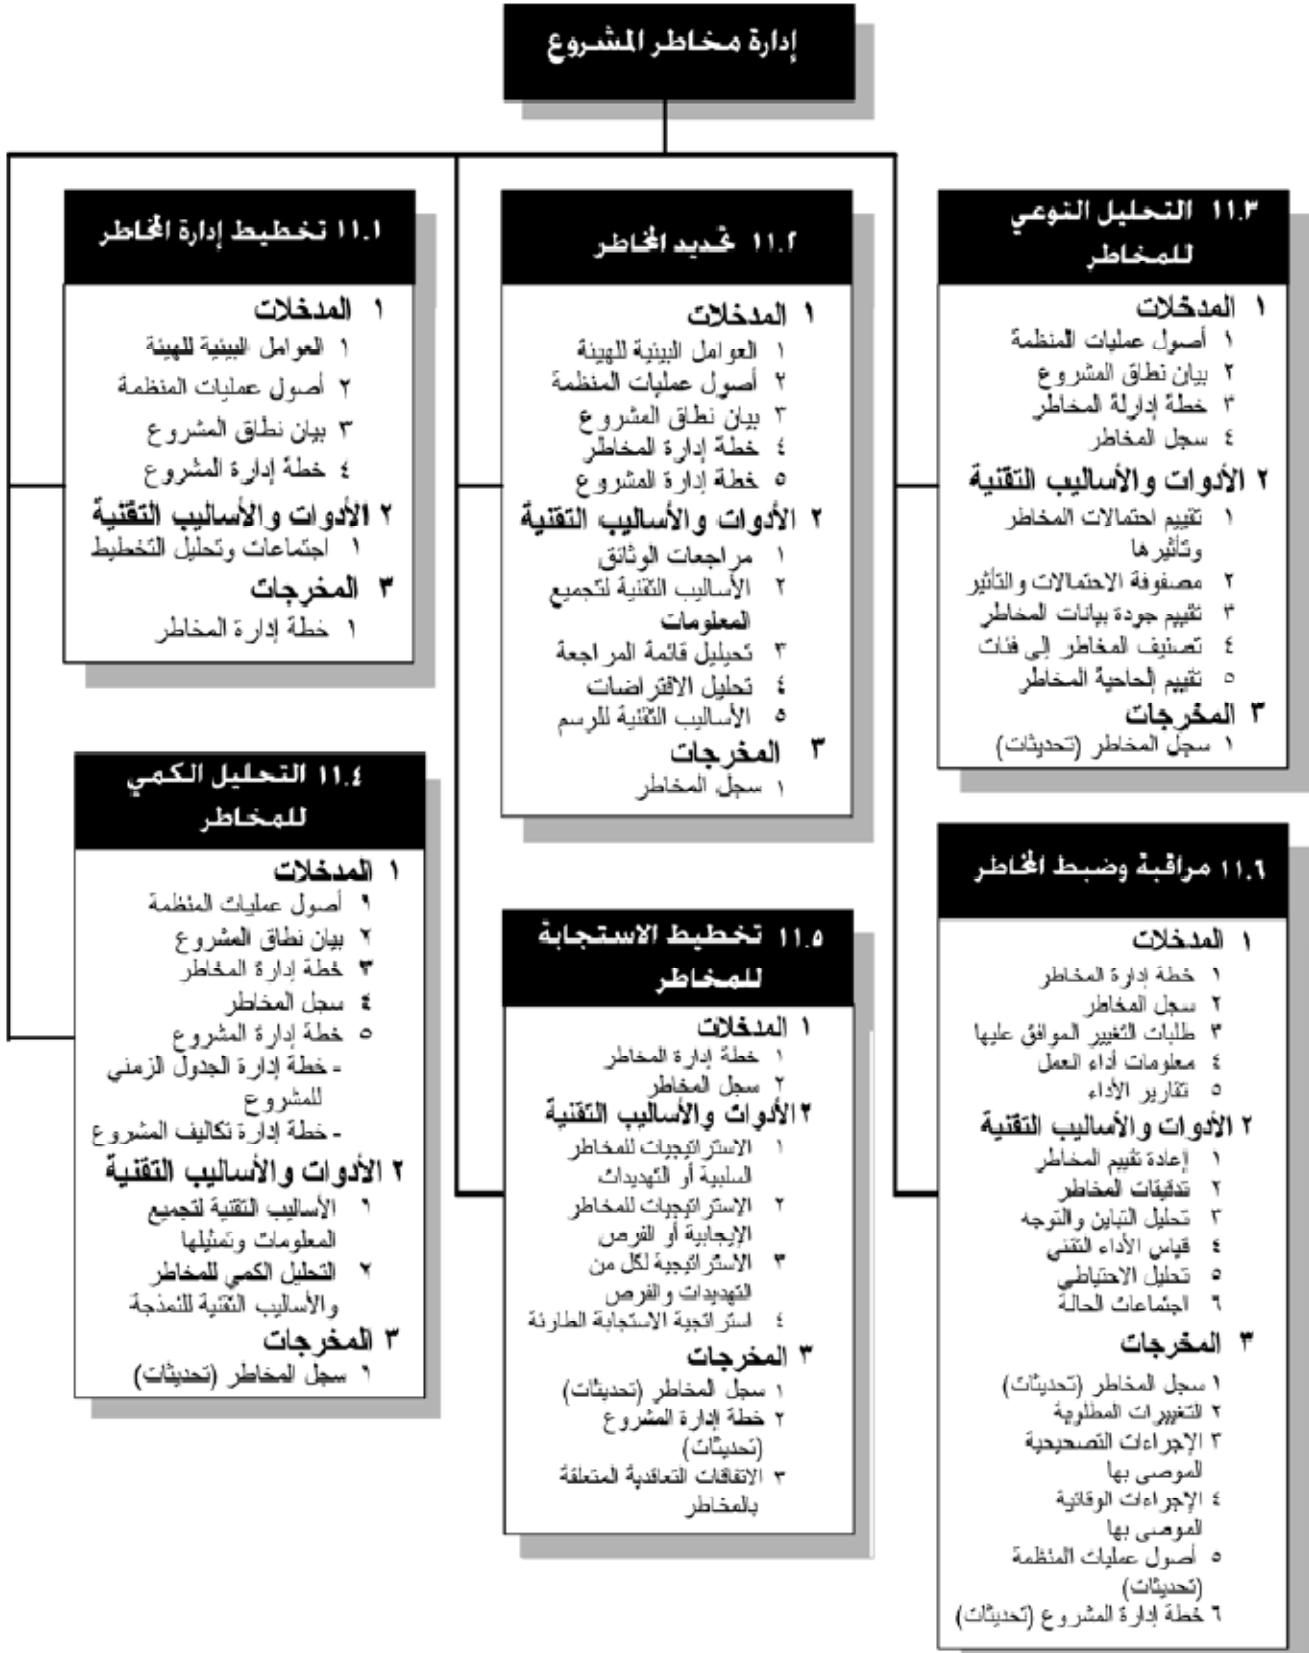 إدارة مخاطر المشروع
١١.١ تخطيط إدارة المخاطر
١ المدخلات
١ العوامل البيئية للهيئة
٢ أصول عمليات المنظمة
٣ بيان نطاق المشروع
٤ خطة إدارة المشروع
٢ الأدوات والأساليب التقنية
١ اجتماعات وتحليل التخطيط
٣ المخرجات
١ خطة إدارة المخاطر
١١.٢ تحديد المخاطر
١ المدخلات
١ العوامل البيئية للهيئة
٢ أصول عمليات المنظمة
٣ بيان نطاق المشروع
٤ خطة إدارة المخاطر
٥ خطة إدارة المشروع
٢ الأدوات والأساليب التقنية
١ مراجعات الوثائق
٢ الأساليب التقنية لتجميع
المعلومات
٣ تحيليل قائمة المراجعة
٤ تحليل الافتراضات
٥ الأساليب التقنية للرسم
٣ المخرجات
١ سجل المخاطر
١١.٣ التحليل النوعي
للمخاطر
١ المدخلات
١ أصول عمليات المنظمة
٢ بيان نطاق المشروع
٣ خطة إدارلة المخاطر
٤ سجل المخاطر
٢ الأدوات والأساليب التقنية
١ تقييم احتمالات المخاطر
وتأثيرها
٢ مصفوفة الاحتمالات والتأثير
٣ تقييم جودة بيانات المخاطر
٤ تصنيف المخاطر إلى فئات
٥ تقييم إلحاحية المخاطر
٣ المخرجات
١ سجل المخاطر (تحديثات)
١١.٤ التحليل الكمي
للمخاطر
١ المدخلات
١ أصول عمليات المنظمة
٢ بيان نطاق المشروع
٣ خطة إدارة المخاطر
٤ سجل المخاطر
٥ خطة إدارة المشروع
- خطة إدارة الجدول الزمني
للمشروع
- خطة إدارة تكاليف المشروع
٢ الأدوات والأساليب التقنية
١ الأساليب التقنية لتجميع
المعلومات وتمثيلها
٢ التحليل الكمي للمخاطر
والأساليب التقنية للنمذجة
٣ المخرجات
١ سجل المخاطر (تحديثات)
١١.٥ تخطيط الاستجابة
للمخاطر
١ المدخلات
١ خطة إدارة المخاطر
٢ سجل المخاطر
٢ الأدوات والأساليب التقنية
١ الاستراتيجيات للمخاطر
السلبية أو التهديدات
٢ الاستراتيجيات للمخاطر
الإيجابية أو الفرص
٣ الاستراتيجية لكل من
التهديدات والفرص
٤ استراتجية الاستجابة الطارئة
٣ المخرجات
١ سجل المخاطر (تحديثات)
٢ خطة إدارة المشروع
(تحديثات)
٣ الاتفاقات التعاقدية المتعلقة
بالمخاطر
١١.٦ مراقبة وضبط المخاطر
١ المدخلات
١ خطة إدارة المخاطر
٢ سجل المخاطر
٣ طلبات التغيير الموافق عليها
٤ معلومات أداء العمل
٥ تقارير الأداء
٢ الأدوات والأساليب التقنية
١ إعادة تقييم المخاطر
٢ تدقيقات المخاطر
٣ تحليل التباين والتوجه
٤ قياس الأداء التقني
٥ تحليل الاحتياطي
٦ اجتماعات الحالة
٣ المخرجات
١ سجل المخاطر (تحديثات)
٢ التغييرات المطلوبة
٣ الإجراءات التصحيحية
الموصى بها
٤ الإجراءات الوقائية
الموصى بها
٥ أصول عمليات المنظمة
(تحديثات)
٦ خطة إدارة المشروع (تحديثات)